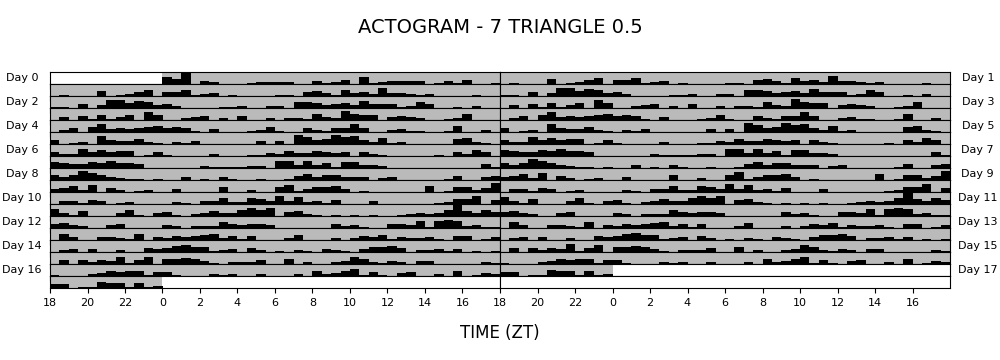 ACTOGRAM - 7 TRIANGLE 0.5
Day 0 Day 1
Day 2 Day 3
Day 4 Day 5
Day 6 Day 7
Day 8 Day 9
Day 10 Day 11
Day 12 Day 13
Day 14 Day 15
Day 16 Day 17
18 20 22 0 2 4 6 8 10 12 14 16 18 20 22 0 2 4 6 8 10 12 14 16
TIME (ZT)